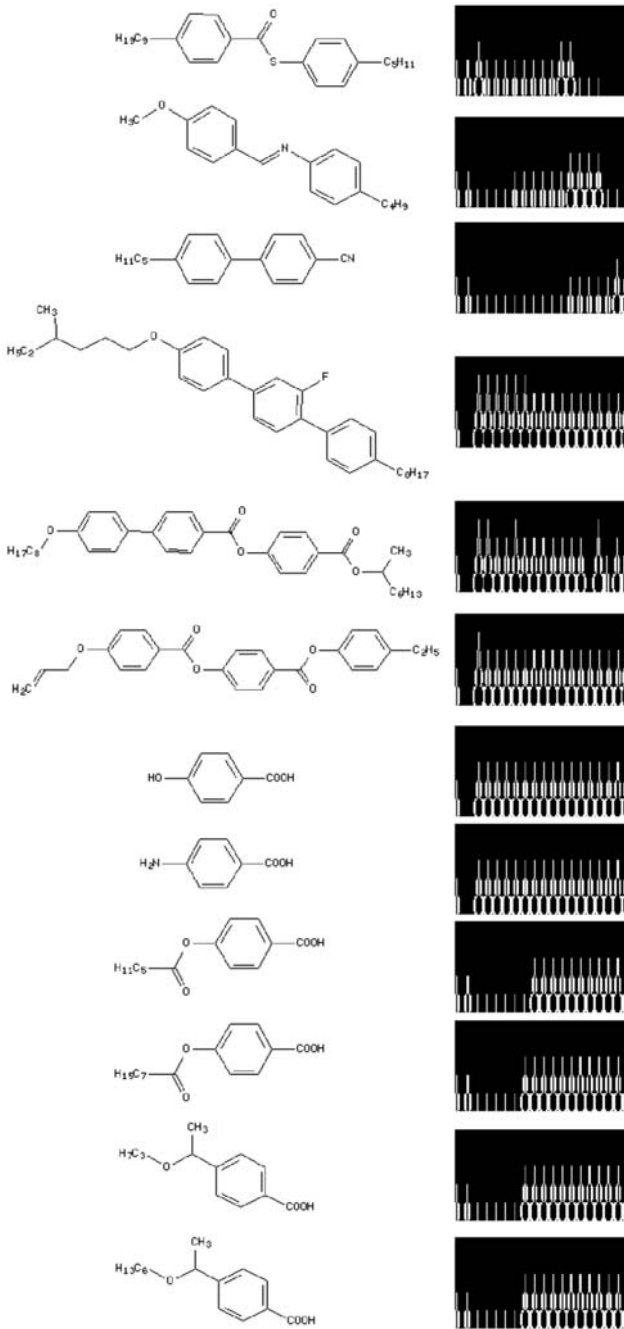 O
H₁₉C₉
S
C₅H₁₁
O
H₃C
N
C₄H₉
H₁₁C₅ CN
CH₃
O
H₅C₂
F
C₈H₁₇
O
O
O CH₃
H₁₇C₈ O O
C₆H₁₃
O
O O C₂H₅
O
H₂C O
HO COOH
H₂N COOH
O COOH
H₁₁C₅
O
O COOH
H₁₅C₇
O
CH₃
H₇C₃
O
COOH
CH₃
H₁₃C₆
O
COOH